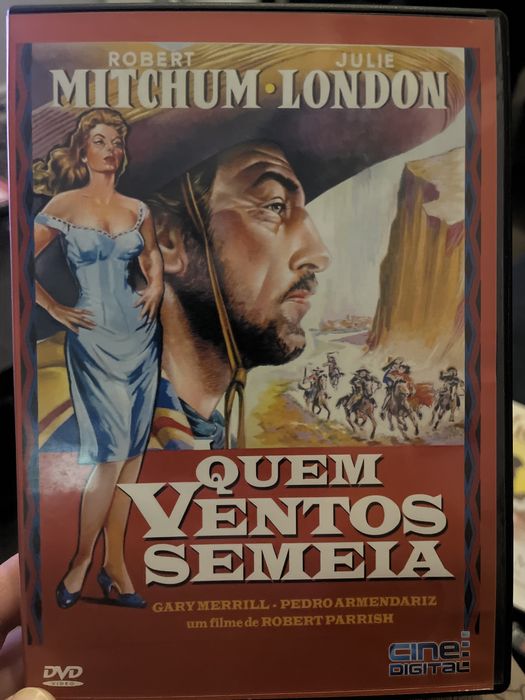 ROBERT JULIE
MITCHUM · LONDON
QUEM
VENTOS
SEMEIA
GARY MERRILL - PEDRO ARMENDARIZ
um filme de ROBERT PARRISH
cine:
DIGITAL
DVD
VIDEO